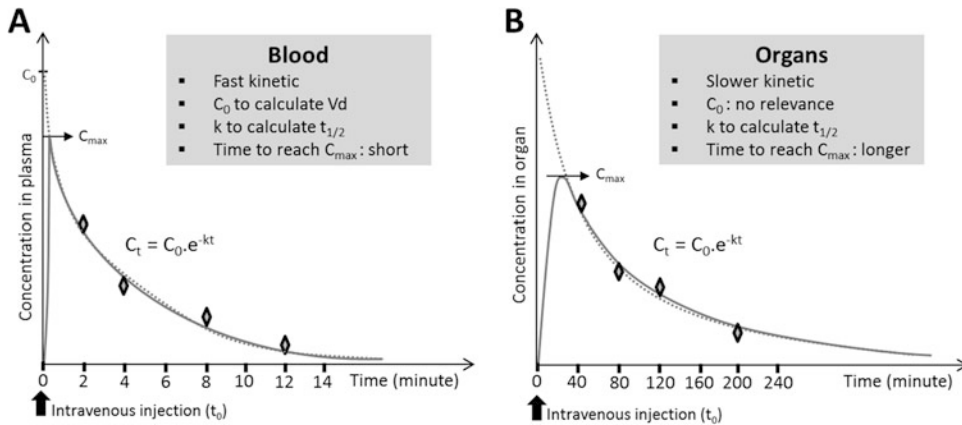 A
Blood
▪ Fast kinetic
▪ C₀ to calculate Vd
▪ k to calculate t₁/₂
▪ Time to reach Cₘₐₓ : short
C₀
Cₘₐₓ
Concentration in plasma
Cₜ = C₀.e⁻ᵏᵗ
0 2 4 6 8 10 12 14 Time (minute)
Intravenous injection (t₀)
B
Organs
▪ Slower kinetic
▪ C₀ : no relevance
▪ k to calculate t₁/₂
▪ Time to reach Cₘₐₓ : longer
Cₘₐₓ
Concentration in organ
Cₜ = C₀.e⁻ᵏᵗ
0 40 80 120 160 200 240 Time (minute)
Intravenous injection (t₀)